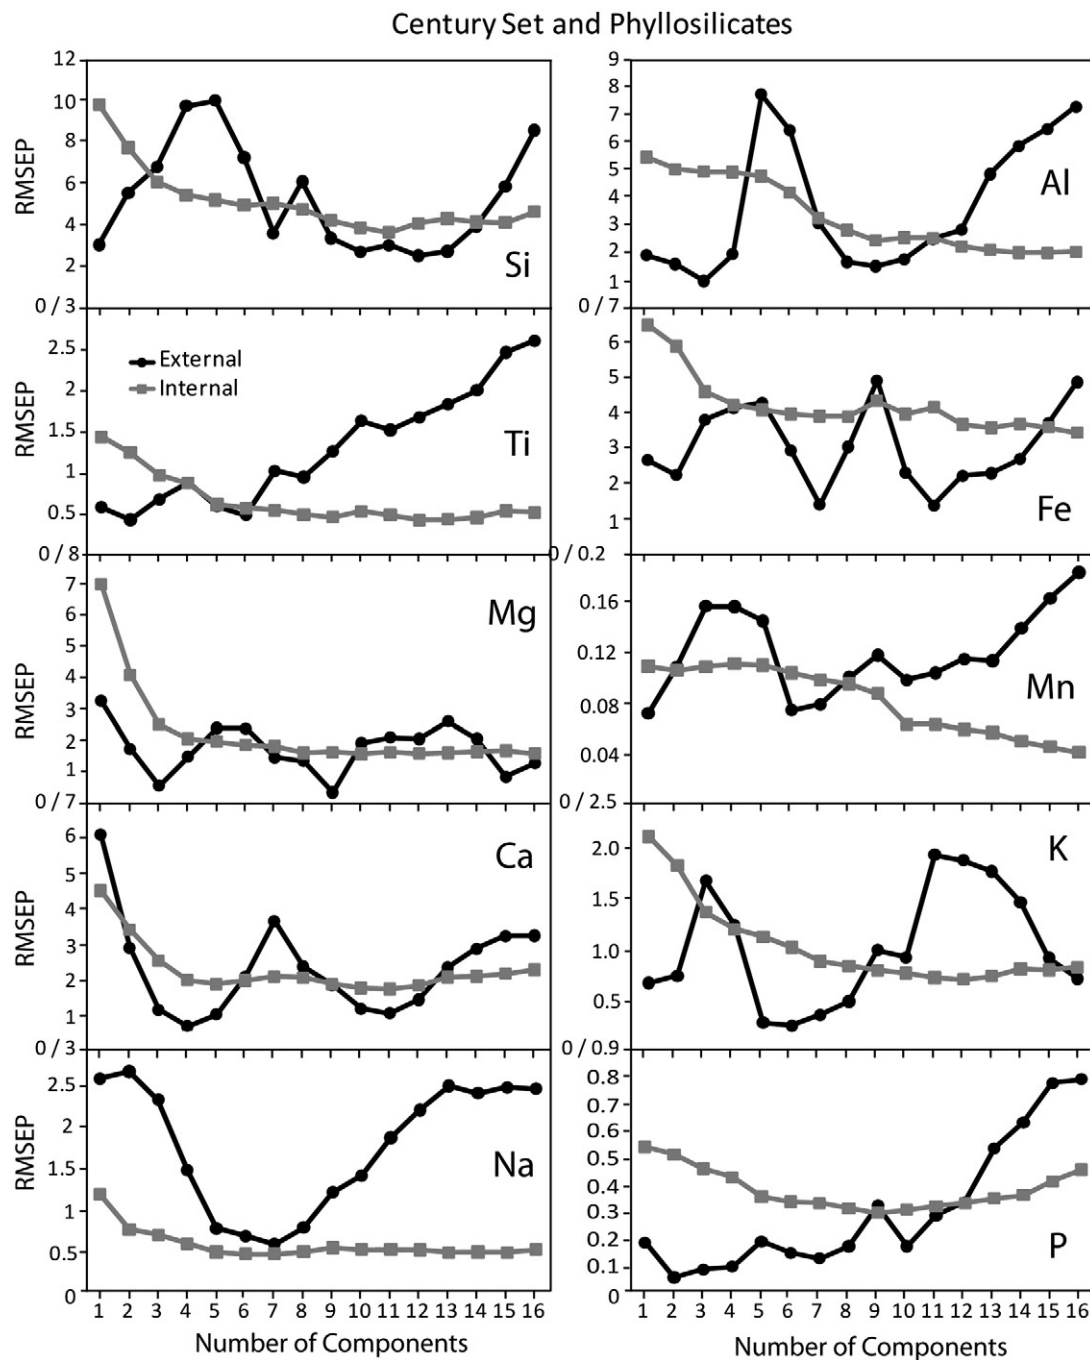 Century Set and Phyllosilicates
RMSEP
12
10
8
6
4
2
0 / 3
Si
9
8
7
6
5
4
3
2
1
0 / 7
Al
RMSEP
2.5
2
1.5
1
0.5
0 / 8
External
Internal
Ti
6
5
4
3
2
1
0 / 0.2
Fe
RMSEP
7
6
5
4
3
2
1
0 / 7
Mg
0.16
0.12
0.08
0.04
0 / 2.5
Mn
RMSEP
6
5
4
3
2
1
0 / 3
Ca
2.0
1.5
1.0
0.5
0 / 0.9
K
RMSEP
2.5
2
1.5
1
0.5
0
Na
0.8
0.7
0.6
0.5
0.4
0.3
0.2
0.1
0
P
1 2 3 4 5 6 7 8 9 10 11 12 13 14 15 16
Number of Components
1 2 3 4 5 6 7 8 9 10 11 12 13 14 15 16
Number of Components